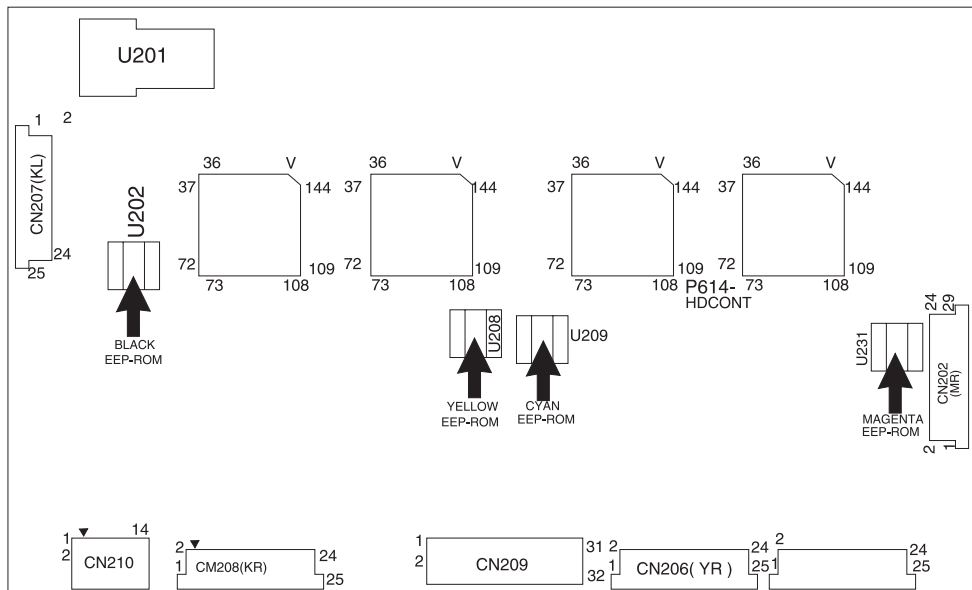 U201
1 2
CN207(KL)
24
25
U202
BLACK
EEP-ROM
36 V
37 144
72 109
73 108
36 V
37 144
72 109
73 108
36 V
37 144
72 109
73 108
P614-
HDCONT
36 V
37 144
72 109
73 108
U208
YELLOW
EEP-ROM
U209
CYAN
EEP-ROM
U231
MAGENTA
EEP-ROM
24 29
CN202
(MR)
2 1
1 14
2
CN210
2 24
1 25
CM208(KR)
1 31
2 32
CN209
2 24
1 25
CN206( YR )
2 24
1 25